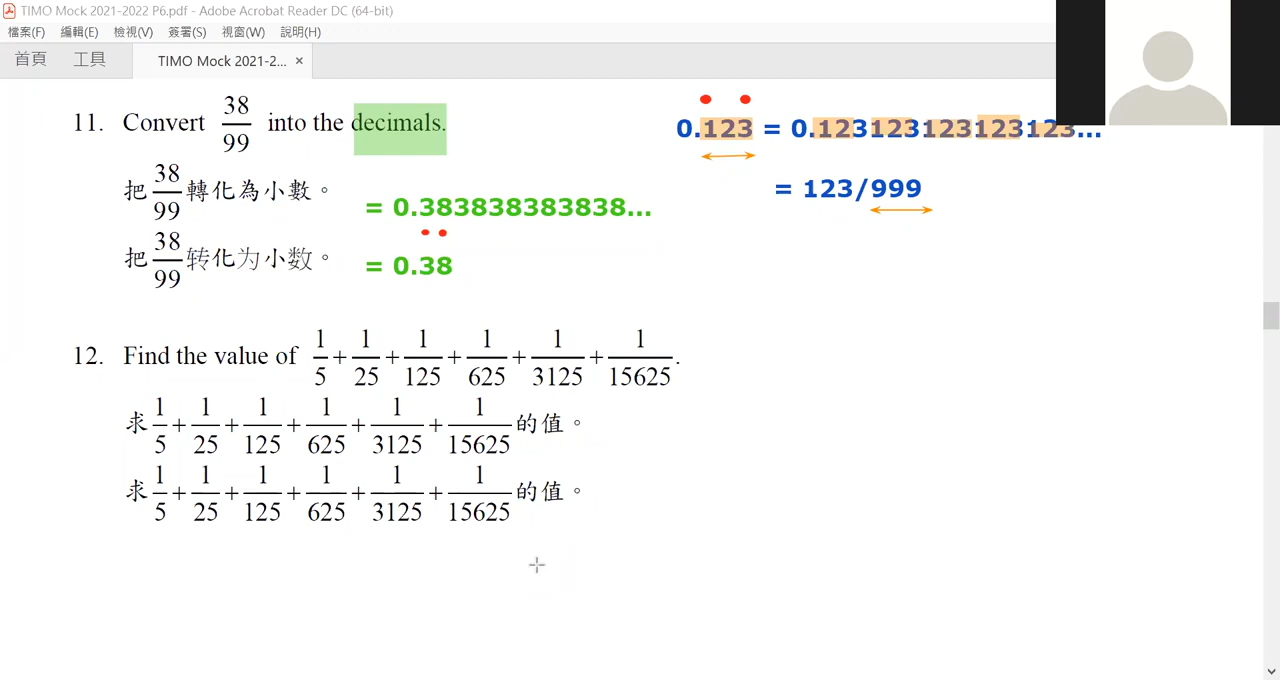 TIMO Mock 2021-2022 P6.pdf - Adobe Acrobat Reader DC (64-bit)
檔案(F) 編輯(E) 檢視(V) 簽署(S) 視窗(W) 說明(H)
首頁 工具 TIMO Mock 2021-2... ×
11. Convert 38/99 into the decimals.
0.123 = 0.123123123123123...
把 38/99 轉化為小數。
= 123/999
= 0.383838383838...
把 38/99 转化为小数。
= 0.38
12. Find the value of 1/5 + 1/25 + 1/125 + 1/625 + 1/3125 + 1/15625.
求 1/5 + 1/25 + 1/125 + 1/625 + 1/3125 + 1/15625 的值。
求 1/5 + 1/25 + 1/125 + 1/625 + 1/3125 + 1/15625 的值。